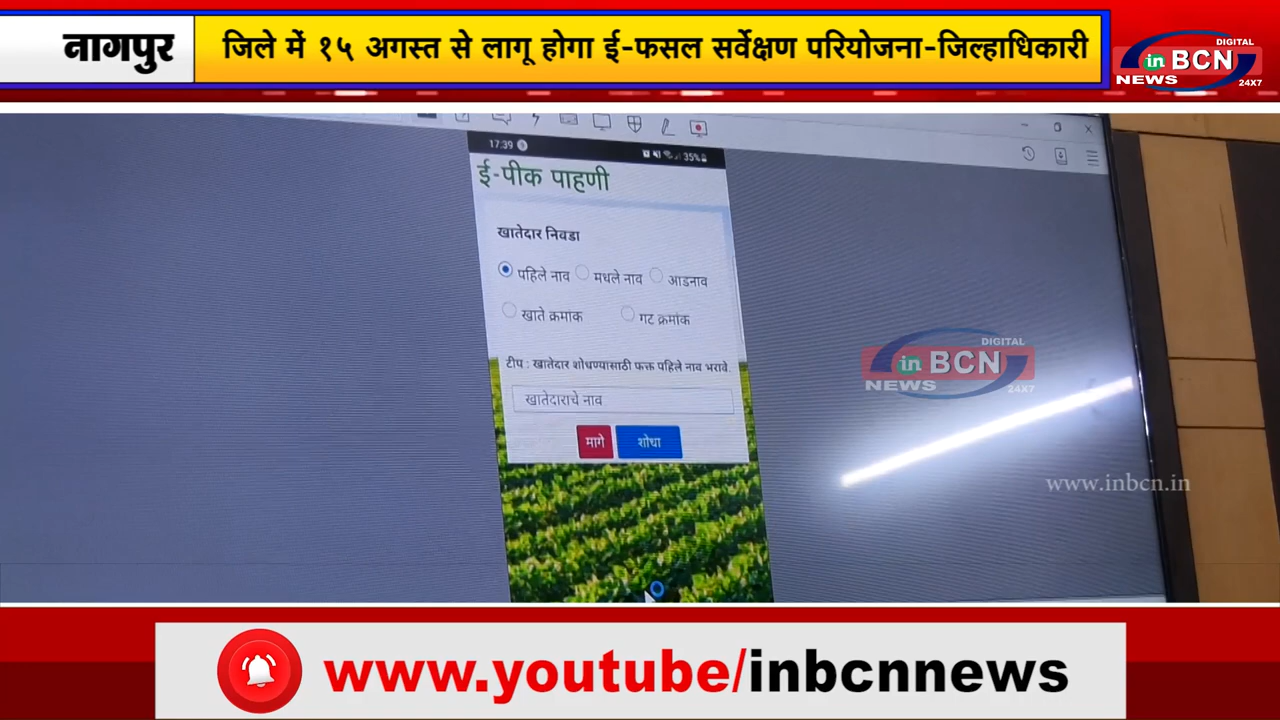 नागपुर
जिले में १५ अगस्त से लागू होगा ई-फसल सर्वेक्षण परियोजना-जिल्हाधिकारी
DIGITAL
in BCN
NEWS 24X7
17:39
35%
ई-पीक पाहणी
खातेदार निवडा
पहिले नाव मधले नाव आडनाव
खाते क्रमांक गट क्रमांक
टीप : खातेदार शोधण्यासाठी फक्त पहिले नाव भरावे.
खातेदाराचे नाव
मागे शोधा
DIGITAL
in BCN
NEWS 24X7
www.inbcn.in
www.youtube/inbcnnews